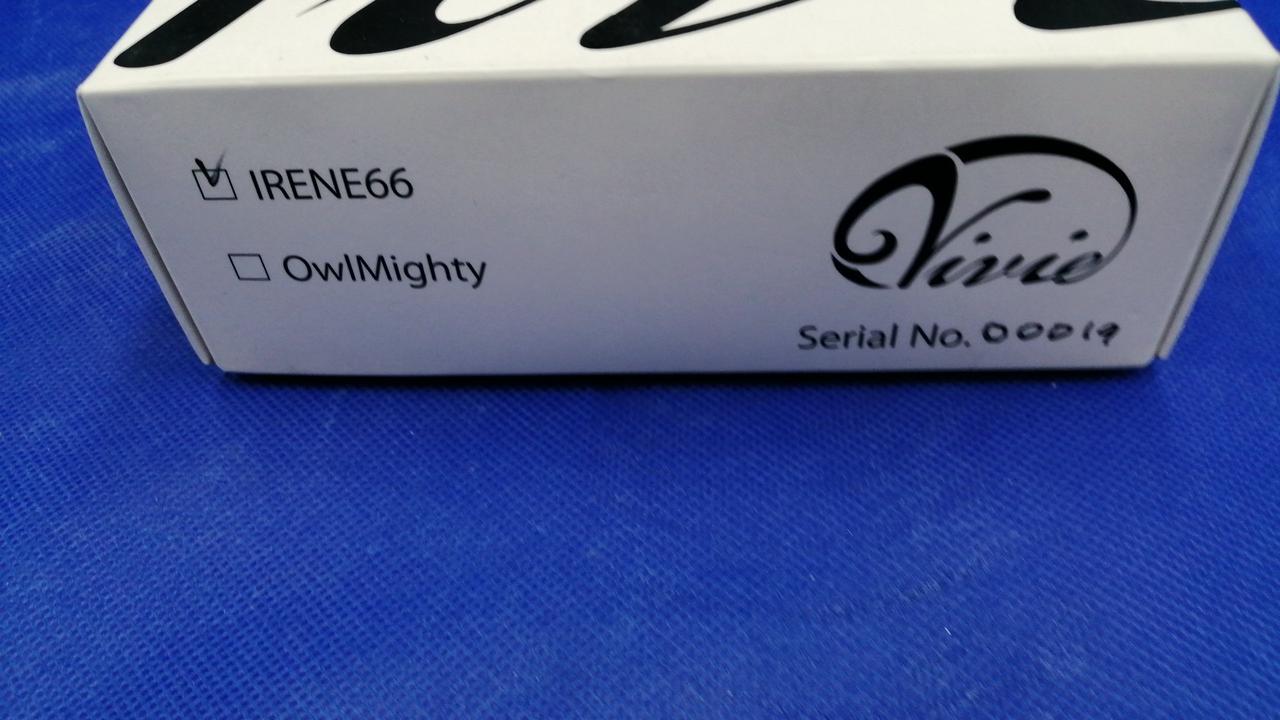 IRENE66
OwlMighty
Vivie
Serial No. 00019